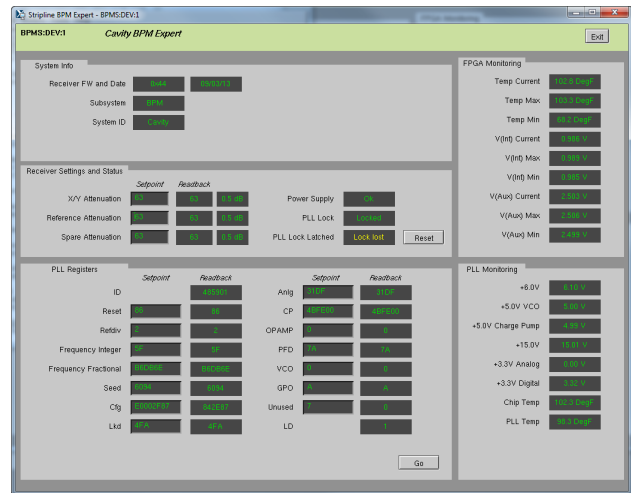 Stripline BPM Expert - BPMS:DEV:1
BPMS:DEV:1 Cavity BPM Expert Exit
System Info
Receiver FW and Date 0x44 09/03/13
Subsystem BPM
System ID Cavity
Receiver Settings and Status
Setpoint Readback
X/Y Attenuation 63 63 0.5 dB Power Supply Ok
Reference Attenuation 63 63 0.5 dB PLL Lock Locked
Spare Attenuation 63 63 0.5 dB PLL Lock Latched Lock lost Reset
PLL Registers
Setpoint Readback Setpoint Readback
ID 485901 Anlg 31DF 31DF
Reset 86 86 CP 4BFE00 4BFE00
Refdiv 2 2 OPAMP 0 0
Frequency Integer 5F 5F PFD 7A 7A
Frequency Fractional B6DB6E B6DB6E VCO 0 0
Seed 6094 6094 GPO A A
Cfg E0002F87 842E87 Unused 7 0
Lkd 4FA 4FA LD 1
Go
FPGA Monitoring
Temp Current 102.8 DegF
Temp Max 103.3 DegF
Temp Min 68.2 DegF
V(Int) Current 0.986 V
V(Int) Max 0.989 V
V(Int) Min 0.985 V
V(Aux) Current 2.503 V
V(Aux) Max 2.506 V
V(Aux) Min 2.499 V
PLL Monitoring
+6.0V 6.10 V
+5.0V VCO 5.00 V
+5.0V Charge Pump 4.99 V
+15.0V 15.01 V
+3.3V Analog 0.00 V
+3.3V Digital 3.32 V
Chip Temp 102.3 DegF
PLL Temp 98.3 DegF